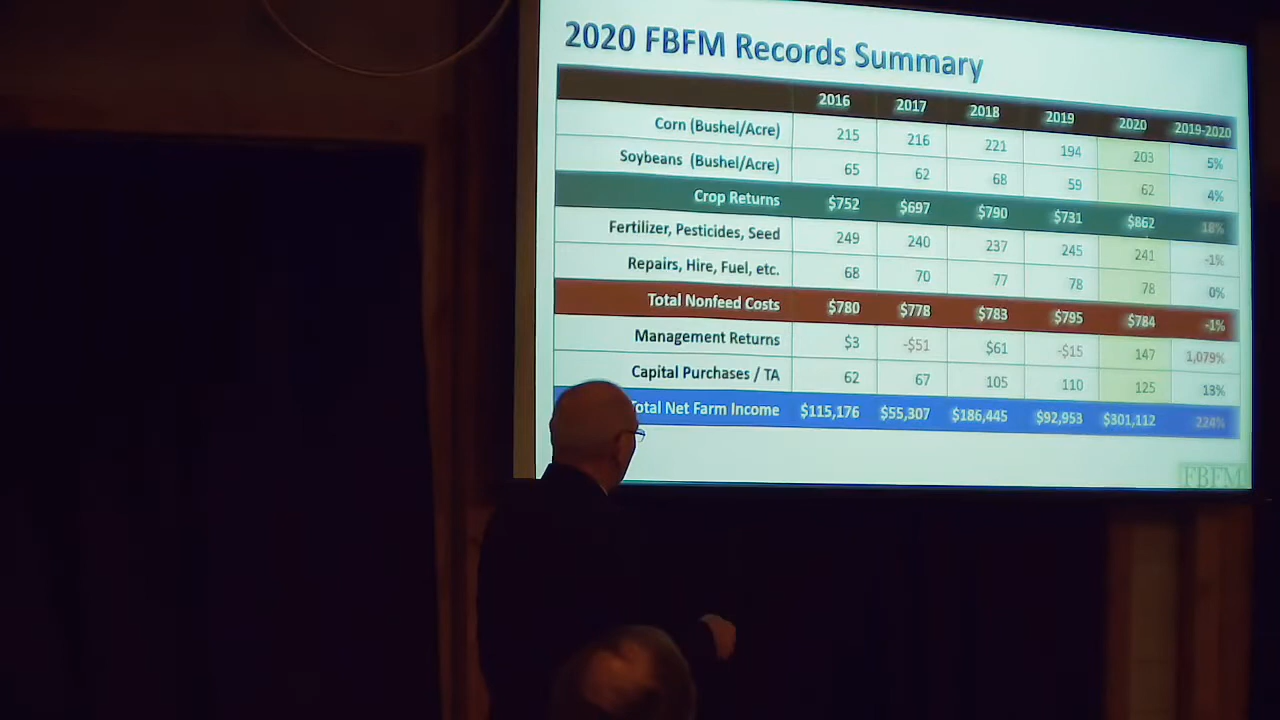 2020 FBFM Records Summary
2016 2017 2018 2019 2020 2019-2020
Corn (Bushel/Acre) 215 216 221 194 203 5%
Soybeans (Bushel/Acre) 65 62 68 59 62 4%
Crop Returns $752 $697 $790 $731 $862 18%
Fertilizer, Pesticides, Seed 249 240 237 245 241 -1%
Repairs, Hire, Fuel, etc. 68 70 77 78 78 0%
Total Nonfeed Costs $780 $778 $783 $795 $784 -1%
Management Returns $3 -$51 $61 -$15 147 1,079%
Capital Purchases / TA 62 67 105 110 125 13%
Total Net Farm Income $115,176 $55,307 $186,445 $92,953 $301,112 224%
FBFM